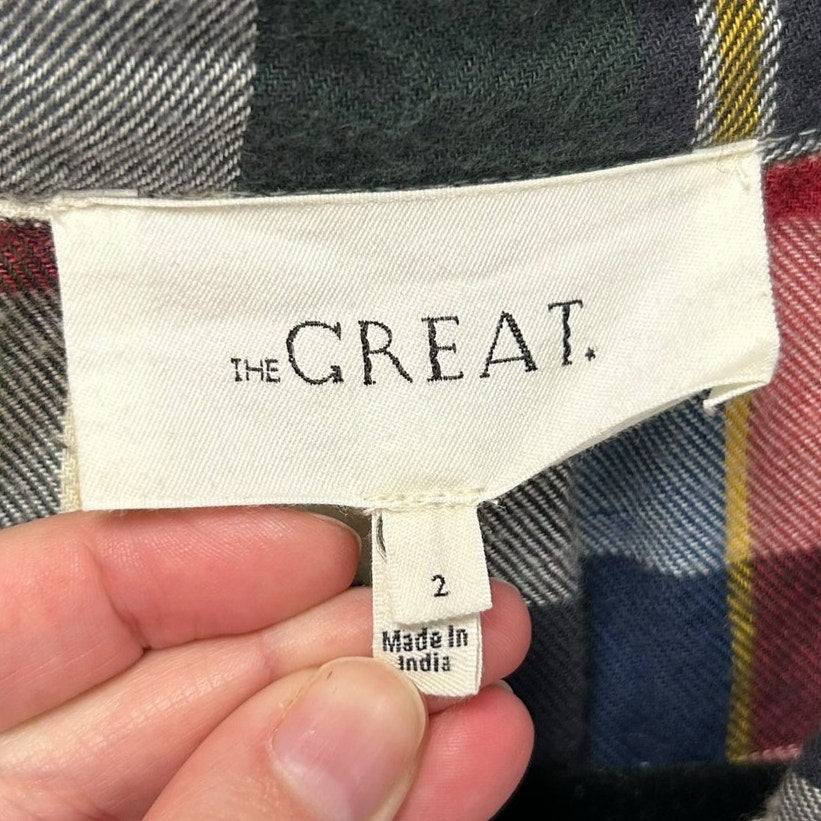 THE GREAT.
2
Made in
India